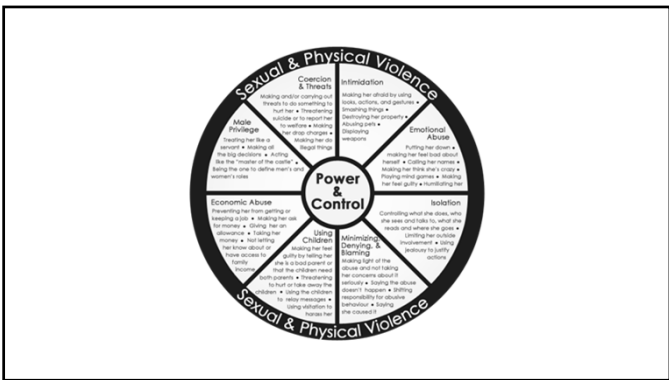 Sexual & Physical Violence
Coercion
& Threats
Making and/or carrying out
threats to do something to
hurt her • Threatening
suicide or to report her
to welfare • Making
her drop charges •
Making her do
illegal things
Intimidation
Making her afraid by using
looks, actions, and gestures •
Smashing things •
Destroying her property •
Abusing pets •
Displaying
weapons
Emotional
Abuse
Putting her down •
making her feel bad about
herself • Calling her names •
Making her think she's crazy •
Playing mind games • Making
her feel guilty • Humiliating her
Isolation
Controlling what she does, who
she sees and talks to, what she
reads and where she goes •
Limiting her outside
involvement • Using
jealousy to justify
actions
Minimizing,
Denying, &
Blaming
Making light of the
abuse and not taking
her concerns about it
seriously • Saying the abuse
doesn't happen • Shifting
responsibility for abusive
behaviour • Saying
she caused it
Using
Children
Making her feel
guilty by telling her
she is a bad parent or
that the children need
both parents • Threatening
to hurt or take away the
children • Using the children
to relay messages •
Using visitation to
harass her
Economic Abuse
Preventing her from getting or
keeping a job • Making her ask
for money • Giving her an
allowance • Taking her
money • Not letting
her know about or
have access to
family
income
Male
Privilege
Treating her like a
servant • Making all
the big decisions • Acting
like the "master of the castle" •
Being the one to define men's and
women's roles
Power
&
Control
Sexual & Physical Violence